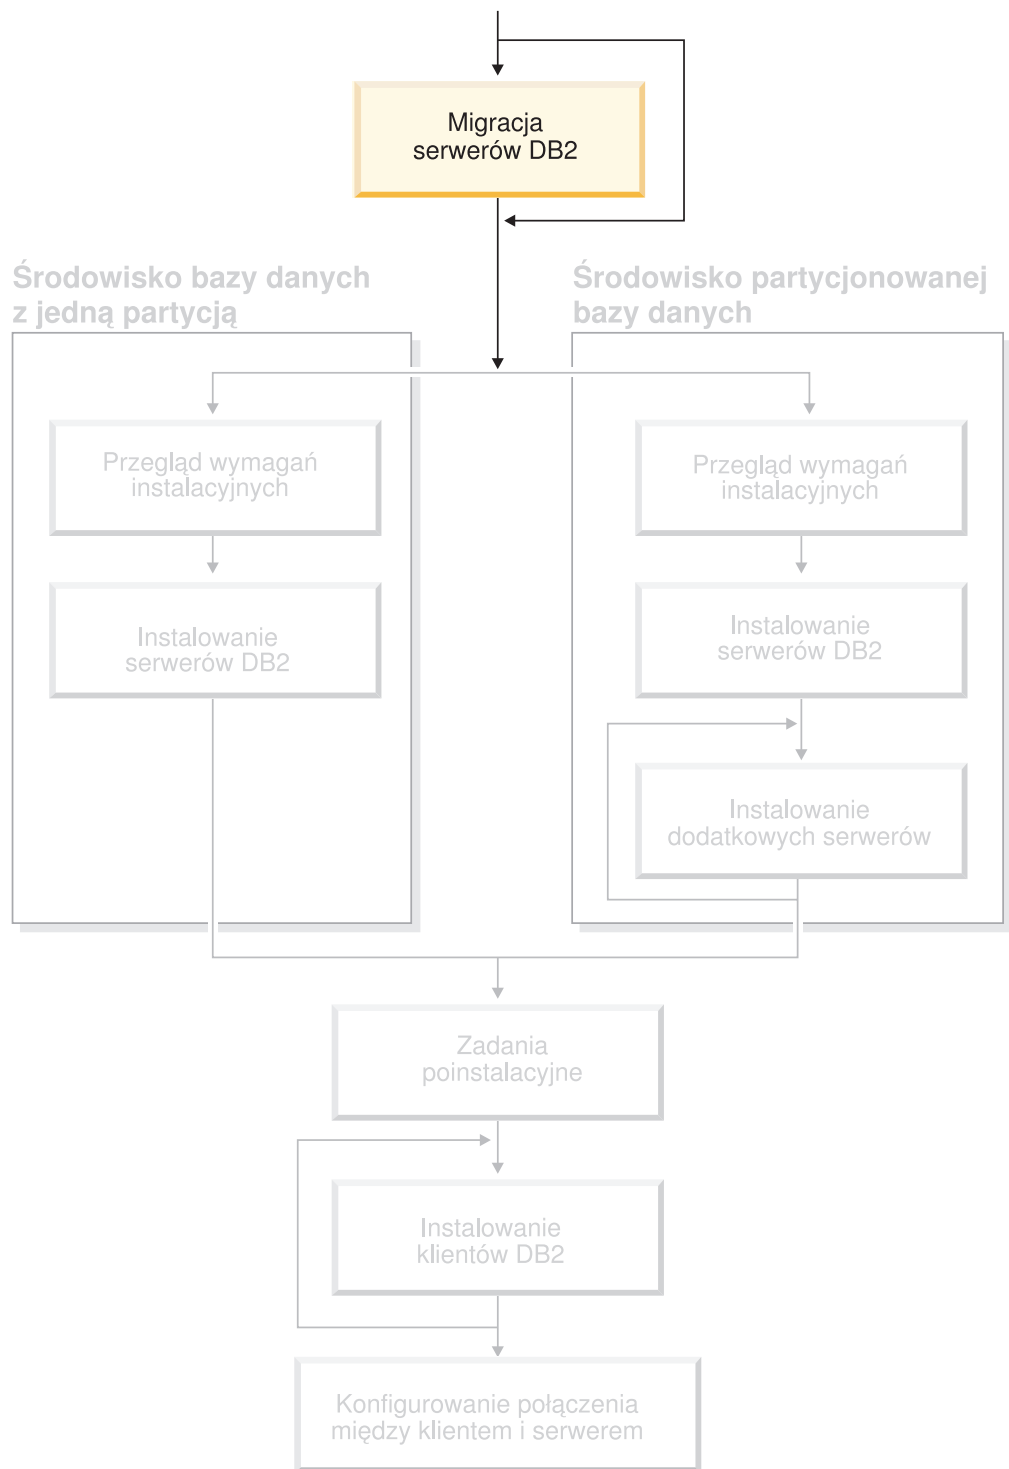 Migracja
serwerów DB2
Środowisko bazy danych
z jedną partycją
Przegląd wymagań
instalacyjnych
Instalowanie
serwerów DB2
Środowisko partycjonowanej
bazy danych
Przegląd wymagań
instalacyjnych
Instalowanie
serwerów DB2
Instalowanie
dodatkowych serwerów
Zadania
poinstalacyjne
Instalowanie
klientów DB2
Konfigurowanie połączenia
między klientem i serwerem